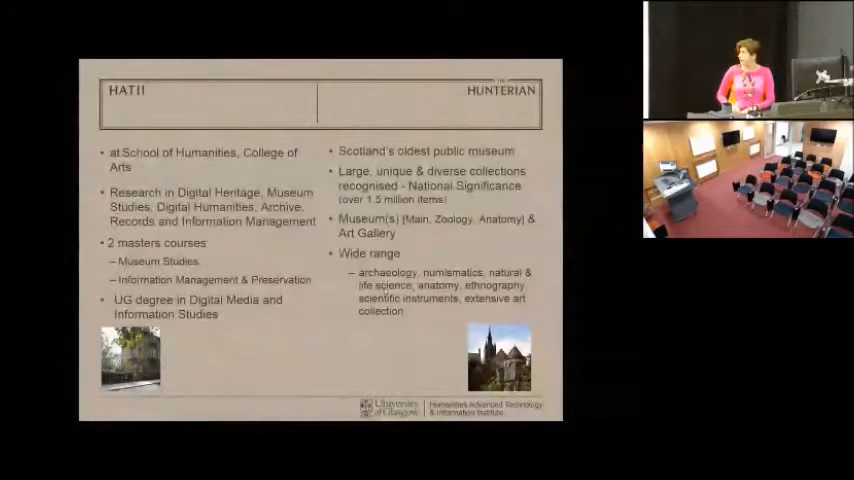 HATII
• at School of Humanities, College of
Arts
• Research in Digital Heritage, Museum
Studies, Digital Humanities, Archive,
Records and Information Management
• 2 masters courses
– Museum Studies
– Information Management & Preservation
• UG degree in Digital Media and
Information Studies
THE
HUNTERIAN
• Scotland's oldest public museum
• Large, unique & diverse collections
recognised - National Significance
(over 1.5 million items)
• Museum(s) [Main, Zoology, Anatomy] &
Art Gallery
• Wide range
– archaeology, numismatics, natural &
life science, anatomy, ethnography,
scientific instruments, extensive art
collection
University
of Glasgow
Humanities Advanced Technology
& Information Institute